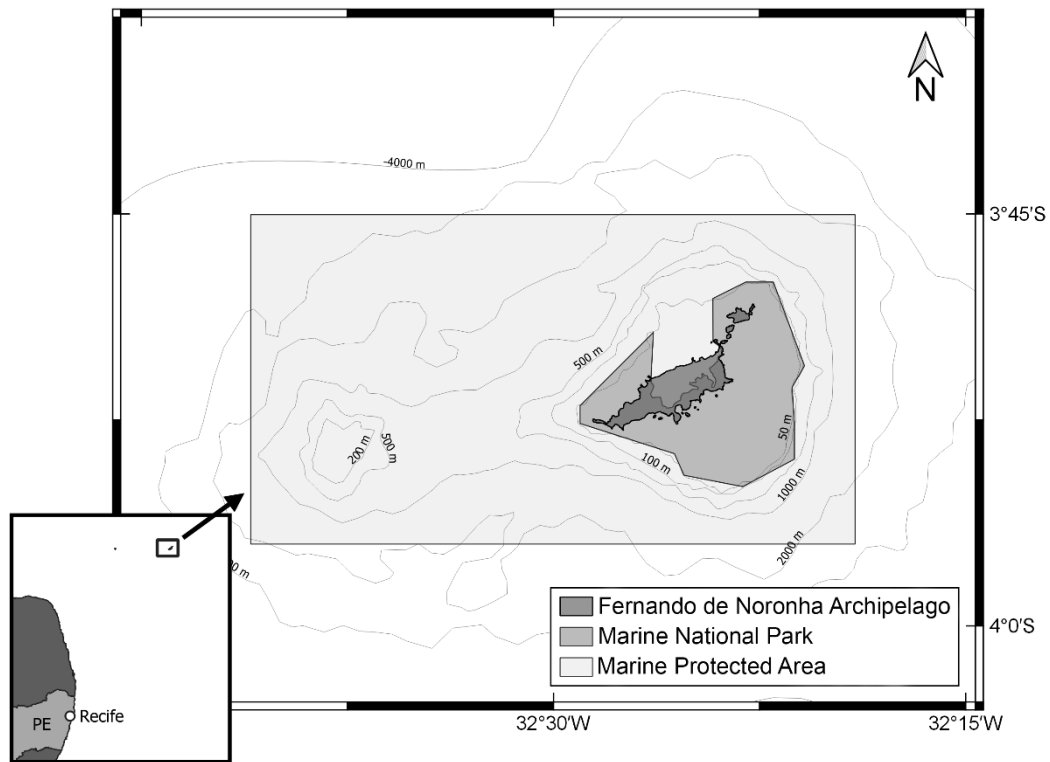 N
-4000 m
3°45'S
500 m
50 m
200 m
500 m
100 m
1000 m
2000 m
Fernando de Noronha Archipelago
Marine National Park
Marine Protected Area
4°0'S
PE
Recife
32°30'W
32°15'W